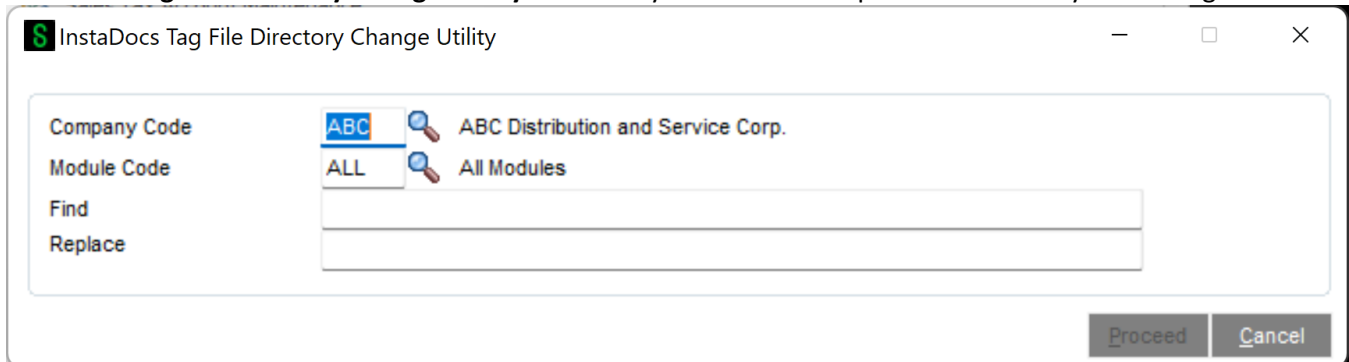 S InstaDocs Tag File Directory Change Utility
Company Code ABC ABC Distribution and Service Corp.
Module Code ALL All Modules
Find
Replace
Proceed Cancel